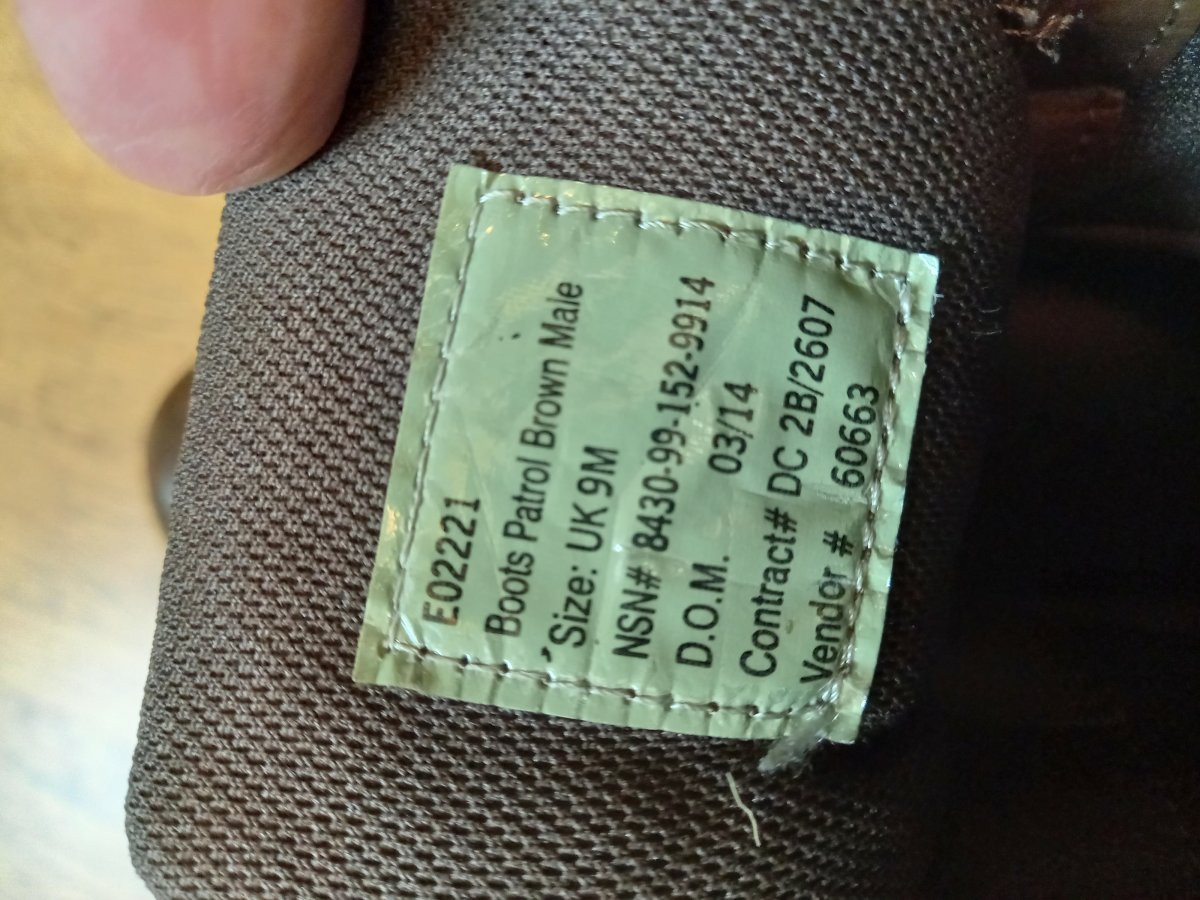 E02221
Boots Patrol Brown Male
Size: UK 9M
NSN# 8430-99-152-9914
D.O.M. 03/14
Contract# DC 2B/2607
Vendor # 60663